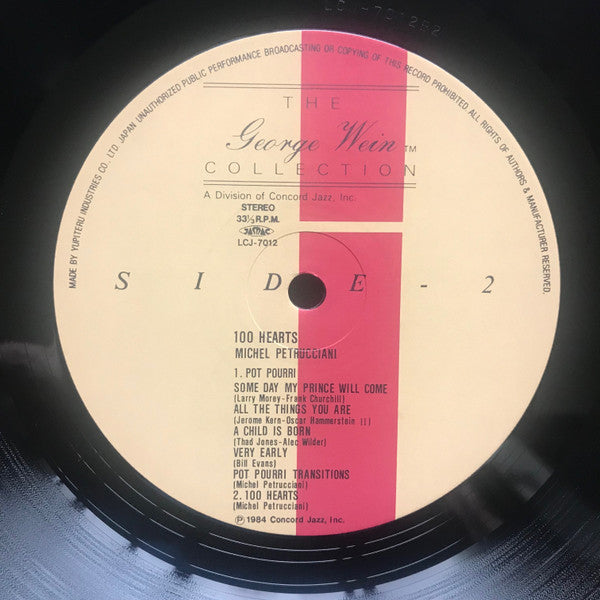 LCJ-7012B2
MADE BY YUPITERU INDUSTRIES CO. LTD JAPAN UNAUTHORIZED PUBLIC PERFORMANCE BROADCASTING OR COPYING OF THIS RECORD PROHIBITED ALL RIGHTS OF AUTHORS & MANUFACTURER RESERVED.
THE
George Wein TM
COLLECTION
A Division of Concord Jazz, Inc.
STEREO
33⅓ R.P.M.
JASRAC
LCJ-7012
SIDE-2
100 HEARTS
MICHEL PETRUCCIANI
1. POT POURRI
SOME DAY MY PRINCE WILL COME
(Larry Morey-Frank Churchill)
ALL THE THINGS YOU ARE
(Jerome Kern-Oscar Hammerstein II)
A CHILD IS BORN
(Thad Jones-Alec Wilder)
VERY EARLY
(Bill Evans)
POT POURRI TRANSITIONS
(Michel Petrucciani)
2. 100 HEARTS
(Michel Petrucciani)
Ⓟ 1984 Concord Jazz, Inc.